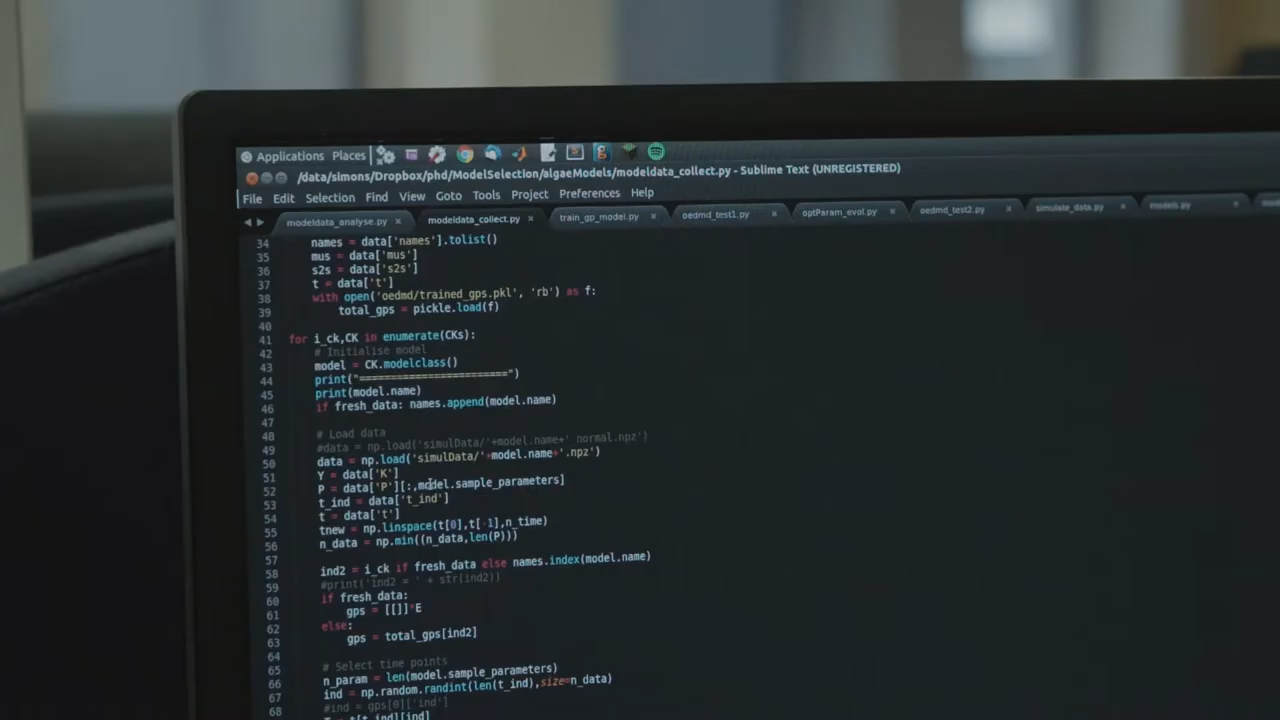 Applications Places
/data/simons/Dropbox/phd/ModelSelection/algaeModels/modeldata_collect.py - Sublime Text (UNREGISTERED)
File Edit Selection Find View Goto Tools Project Preferences Help
modeldata_analyse.py × modeldata_collect.py × train_gp_model.py × oedmd_test1.py × optParam_evol.py × oedmd_test2.py × simulate_data.py × models.py ×
34 names = data['names'].tolist()
35 mus = data['mus']
36 s2s = data['s2s']
37 t = data['t']
38 with open('oedmd/trained_gps.pkl', 'rb') as f:
39 total_gps = pickle.load(f)
40
41 for i_ck,CK in enumerate(CKs):
42 # Initialise model
43 model = CK.modelclass()
44 print("========================")
45 print(model.name)
46 if fresh_data: names.append(model.name)
47
48 # Load data
49 #data = np.load('simulData/'+model.name+'_normal.npz')
50 data = np.load('simulData/'+model.name+'.npz')
51 Y = data['K']
52 P = data['P'][:,model.sample_parameters]
53 t_ind = data['t_ind']
54 t = data['t']
55 tnew = np.linspace(t[0],t[-1],n_time)
56 n_data = np.min((n_data,len(P)))
57
58 ind2 = i_ck if fresh_data else names.index(model.name)
59 #print('ind2 = ' + str(ind2))
60 if fresh_data:
61 gps = [[]]*E
62 else:
63 gps = total_gps[ind2]
64
65 # Select time points
66 n_param = len(model.sample_parameters)
67 ind = np.random.randint(len(t_ind),size=n_data)
68 #ind = gps[0]['ind']